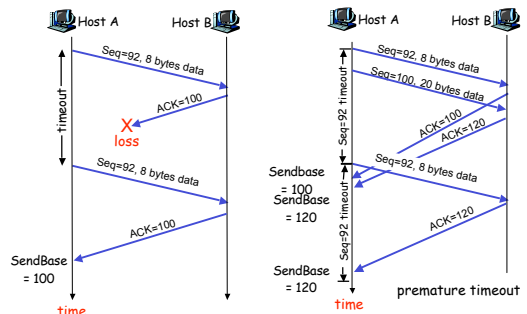 Host A
Host B
Seq=92, 8 bytes data
timeout
ACK=100
X
loss
Seq=92, 8 bytes data
ACK=100
SendBase
= 100
time
Host A
Host B
Seq=92, 8 bytes data
Seq=100, 20 bytes data
Seq=92 timeout
ACK=100
ACK=120
Seq=92, 8 bytes data
Sendbase
= 100
SendBase
= 120
Seq=92 timeout
ACK=120
SendBase
= 120
premature timeout
time